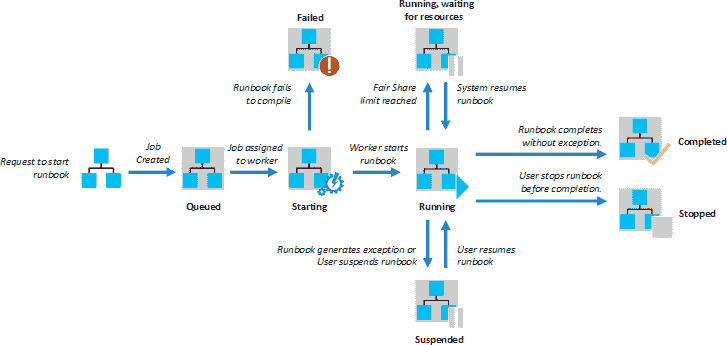 Failed
Running, waiting
for resources
Runbook fails
to compile
Fair Share
limit reached
System resumes
runbook
Request to start
runbook
Job
Created
Queued
Job assigned
to worker
Starting
Worker starts
runbook
Running
Runbook completes
without exception.
Completed
User stops runbook
before completion.
Stopped
Runbook generates exception or
User suspends runbook
User resumes
runbook
Suspended